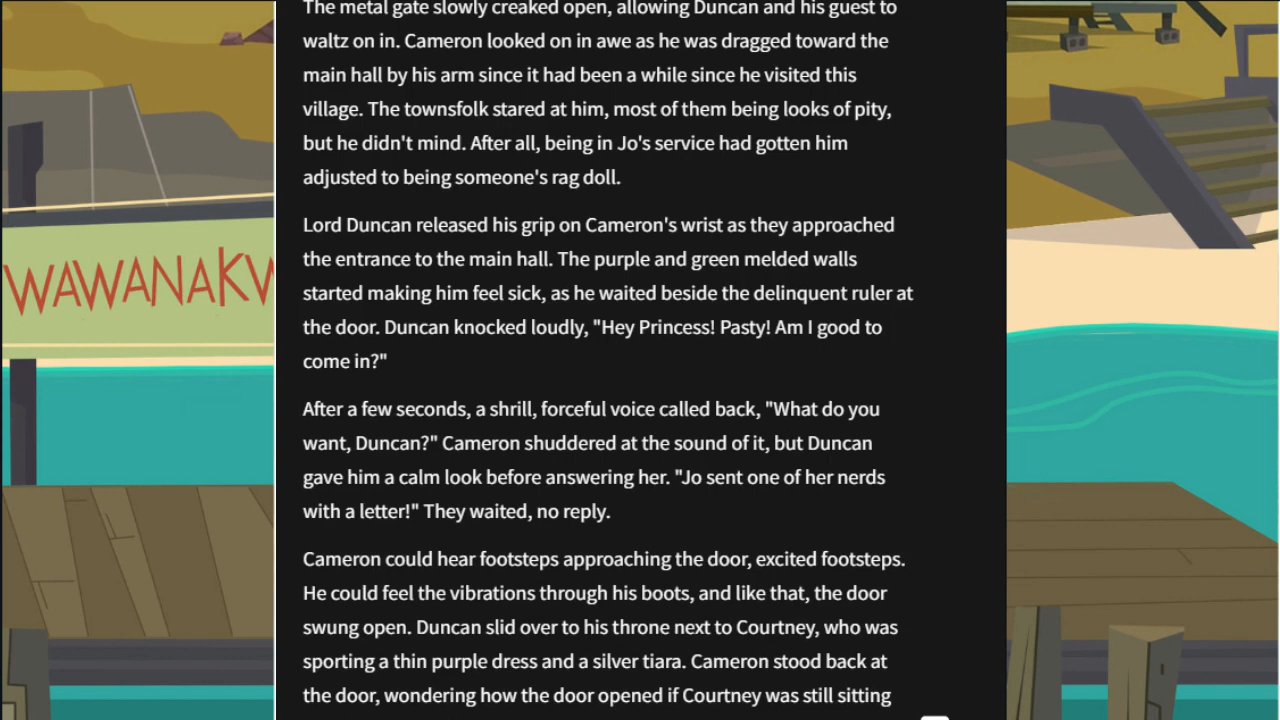 The metal gate slowly creaked open, allowing Duncan and his guest to
waltz on in. Cameron looked on in awe as he was dragged toward the
main hall by his arm since it had been a while since he visited this
village. The townsfolk stared at him, most of them being looks of pity,
but he didn't mind. After all, being in Jo's service had gotten him
adjusted to being someone's rag doll.
Lord Duncan released his grip on Cameron's wrist as they approached
the entrance to the main hall. The purple and green melded walls
started making him feel sick, as he waited beside the delinquent ruler at
the door. Duncan knocked loudly, "Hey Princess! Pasty! Am I good to
come in?"
After a few seconds, a shrill, forceful voice called back, "What do you
want, Duncan?" Cameron shuddered at the sound of it, but Duncan
gave him a calm look before answering her. "Jo sent one of her nerds
with a letter!" They waited, no reply.
Cameron could hear footsteps approaching the door, excited footsteps.
He could feel the vibrations through his boots, and like that, the door
swung open. Duncan slid over to his throne next to Courtney, who was
sporting a thin purple dress and a silver tiara. Cameron stood back at
the door, wondering how the door opened if Courtney was still sitting
WAWANAKW